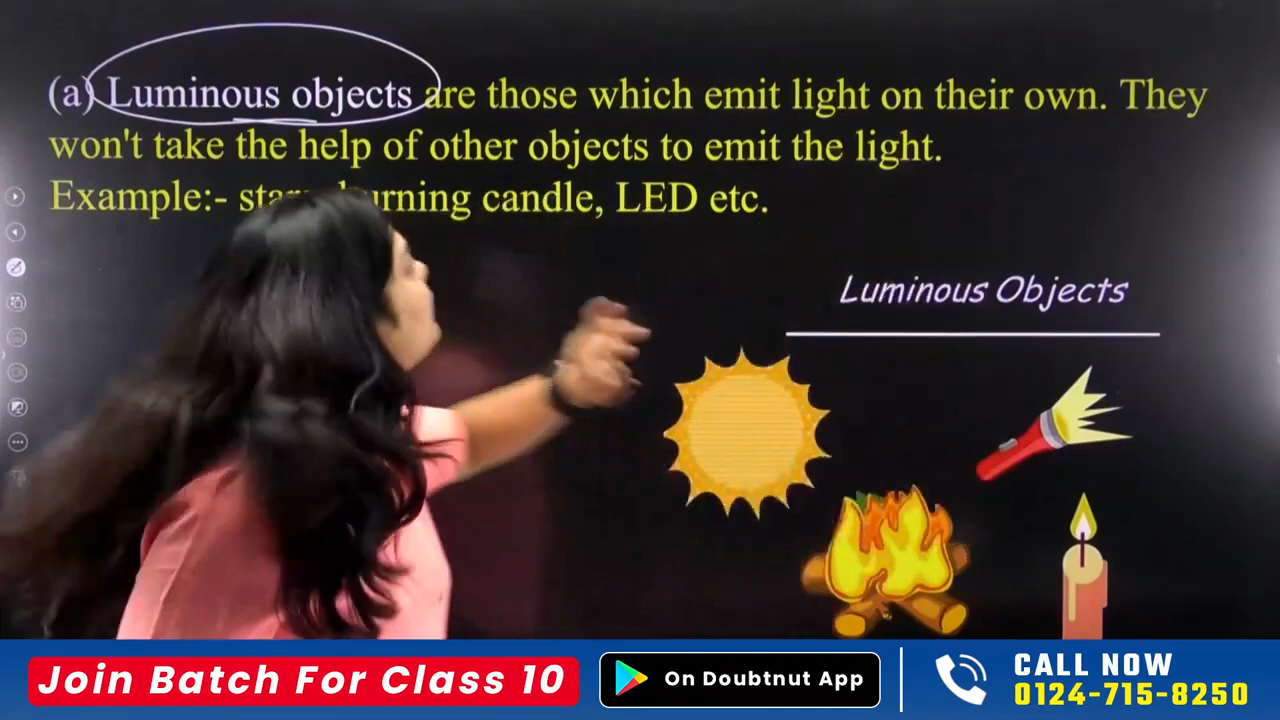 (a) Luminous objects are those which emit light on their own. They
won't take the help of other objects to emit the light.
Example:- candle, LED etc.
Luminous Objects
Join Batch For Class 10
On Doubtnut App
CALL NOW
0124-715-8250